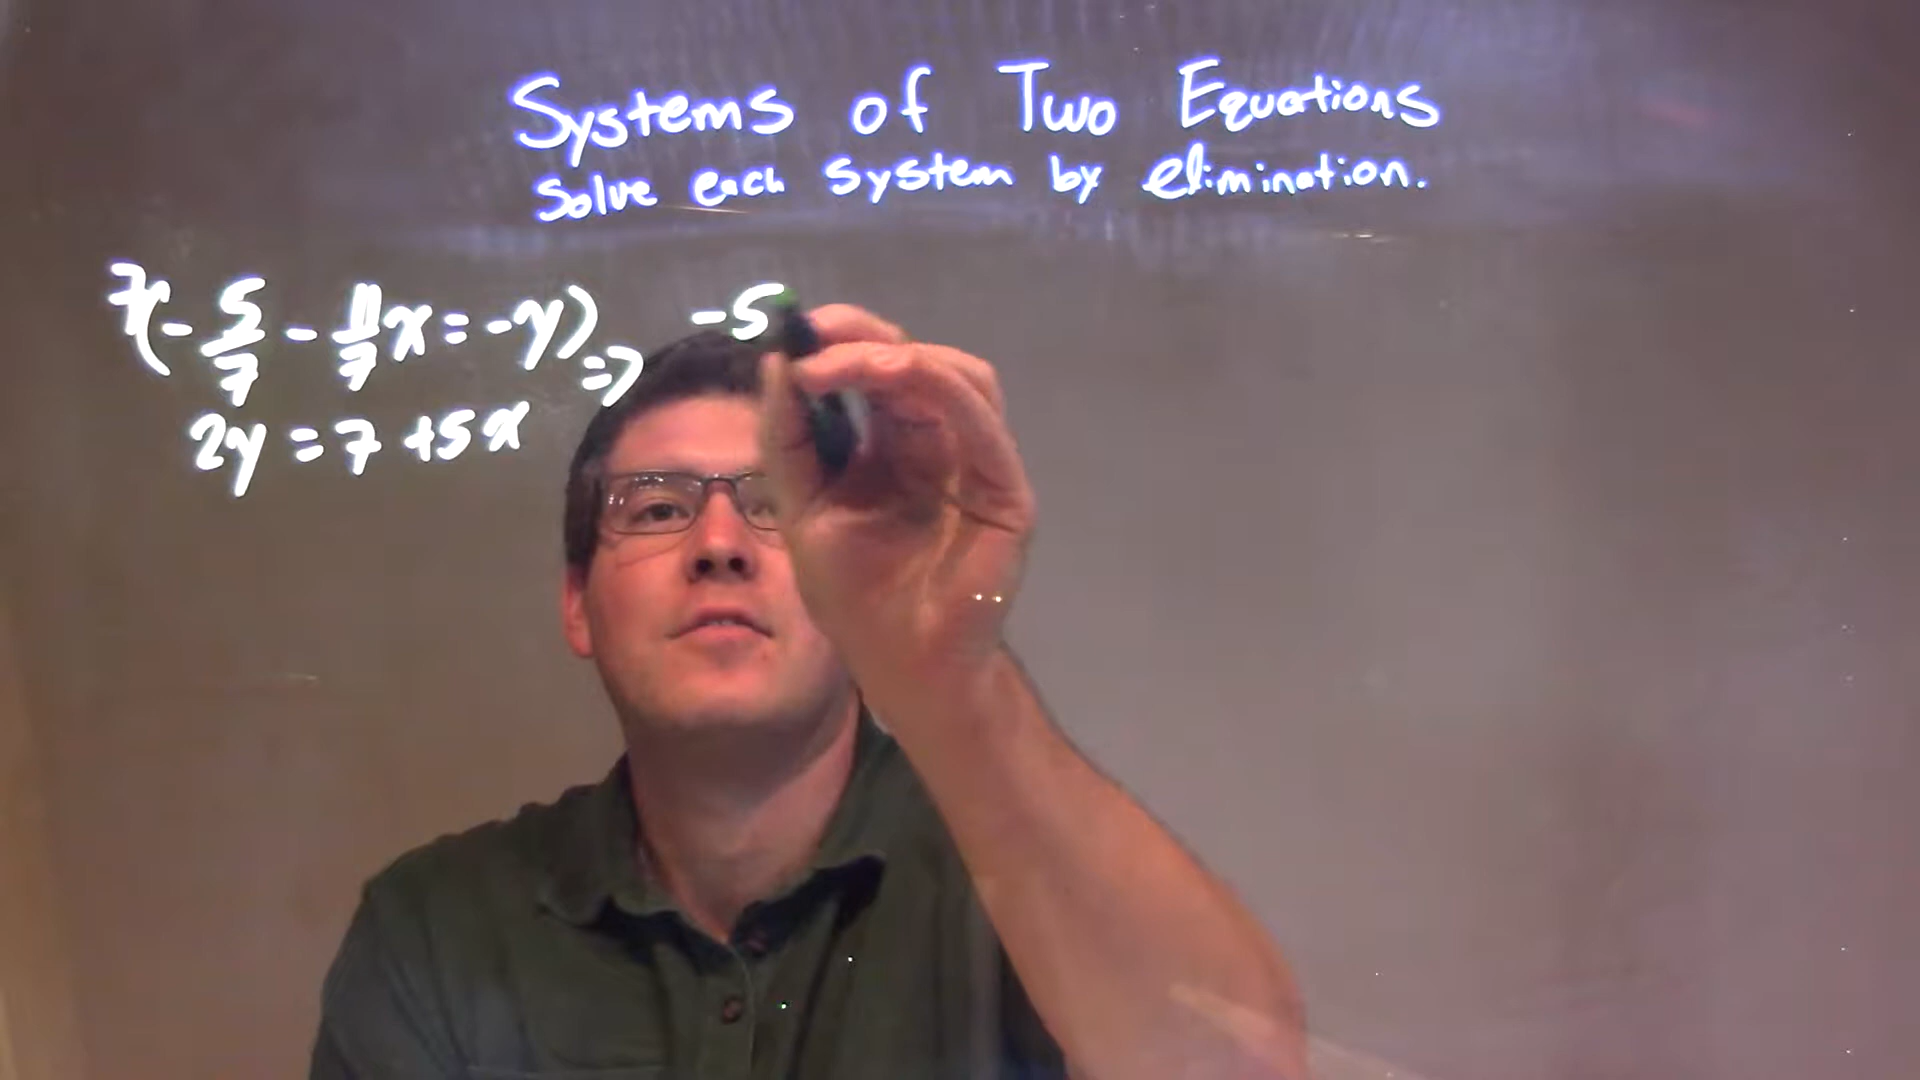 Systems of Two Equations
Solve each system by elimination.
7(-5/7 - 11/7 x = -y) => -5
2y = 7 + 5x